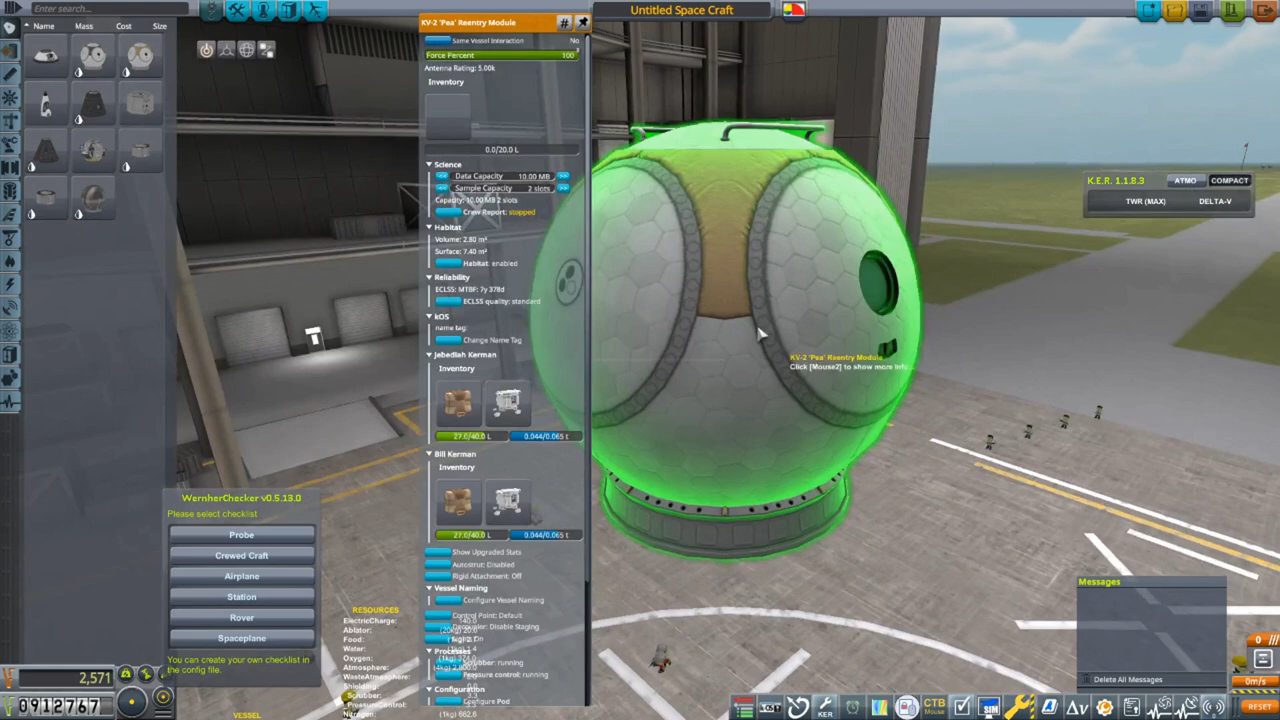 Enter Text...
Untitled Space Craft
Name Mass Cost Size
KV-2 'Pea' Reentry Module
#
Same Vessel Interaction No
Force Percent 100
Antenna Rating: 5.00k
Inventory
0.0/20.0 L
Science
Data Capacity 10.00 MB
Sample Capacity 2 slots
Capacity: 10.00 MB 2 slots
Crew Report: stopped
Habitat
Volume: 2.80 m³
Surface: 7.40 m²
Habitat: enabled
Reliability
ECLSS: MTBF: 7y 378d
ECLSS quality: standard
kOS
name tag:
Change Name Tag
Jebediah Kerman
Inventory
27.0/40.0 L 0.044/0.065 t
Bill Kerman
Inventory
27.0/40.0 L 0.044/0.065 t
Show Upgraded Stats
Autostrut: Disabled
Rigid Attachment: Off
Vessel Naming
Configure Vessel Naming
Control Point: Default
Decoupler: Disable Staging
Processes
Scrubber: running
Pressure control: running
Configuration
Configure Pod
K.E.R. 1.1.8.3 ATMO COMPACT
TWR (MAX) DELTA-V
KV-2 'Pea' Reentry Module
Click [Mouse2] to show more info...
WernherChecker v0.5.13.0
Please select checklist
Probe
Crewed Craft
Airplane
Station
Rover
Spaceplane
You can create your own checklist in
the config file.
RESOURCES
ElectricCharge:
Ablator:
Food:
Water:
Oxygen:
Atmosphere:
WasteAtmosphere:
Shielding:
Scrubber:
PressureControl:
Nitrogen:
VESSEL
2,571
0912767
Messages
Delete All Messages
0
0m/s
RESET
KER
CTB
Mouse
SIM
Δv